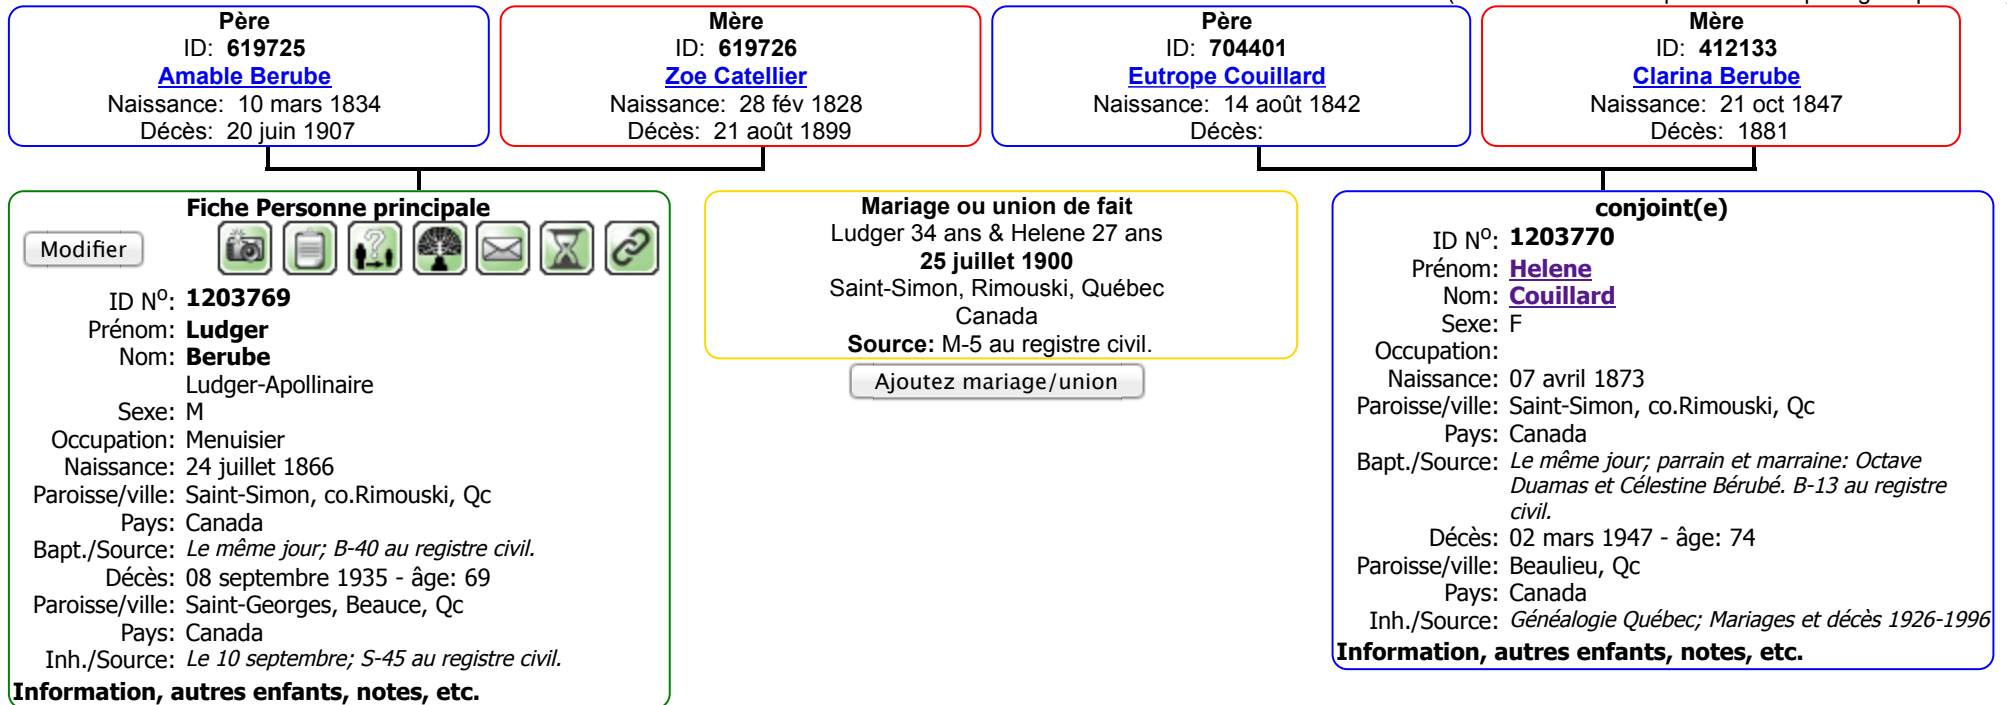 Père
ID: 619725
Amable Berube
Naissance: 10 mars 1834
Décès: 20 juin 1907
Mère
ID: 619726
Zoe Catellier
Naissance: 28 fév 1828
Décès: 21 août 1899
Père
ID: 704401
Eutrope Couillard
Naissance: 14 août 1842
Décès:
Mère
ID: 412133
Clarina Berube
Naissance: 21 oct 1847
Décès: 1881
Fiche Personne principale
Modifier
ID Nº: 1203769
Prénom: Ludger
Nom: Berube
Ludger-Apollinaire
Sexe: M
Occupation: Menuisier
Naissance: 24 juillet 1866
Paroisse/ville: Saint-Simon, co.Rimouski, Qc
Pays: Canada
Bapt./Source: Le même jour; B-40 au registre civil.
Décès: 08 septembre 1935 - âge: 69
Paroisse/ville: Saint-Georges, Beauce, Qc
Pays: Canada
Inh./Source: Le 10 septembre; S-45 au registre civil.
Information, autres enfants, notes, etc.
Mariage ou union de fait
Ludger 34 ans & Helene 27 ans
25 juillet 1900
Saint-Simon, Rimouski, Québec
Canada
Source: M-5 au registre civil.
Ajoutez mariage/union
conjoint(e)
ID Nº: 1203770
Prénom: Helene
Nom: Couillard
Sexe: F
Occupation:
Naissance: 07 avril 1873
Paroisse/ville: Saint-Simon, co.Rimouski, Qc
Pays: Canada
Bapt./Source: Le même jour; parrain et marraine: Octave
Duamas et Célestine Bérubé. B-13 au registre
civil.
Décès: 02 mars 1947 - âge: 74
Paroisse/ville: Beaulieu, Qc
Pays: Canada
Inh./Source: Généalogie Québec; Mariages et décès 1926-1996
Information, autres enfants, notes, etc.